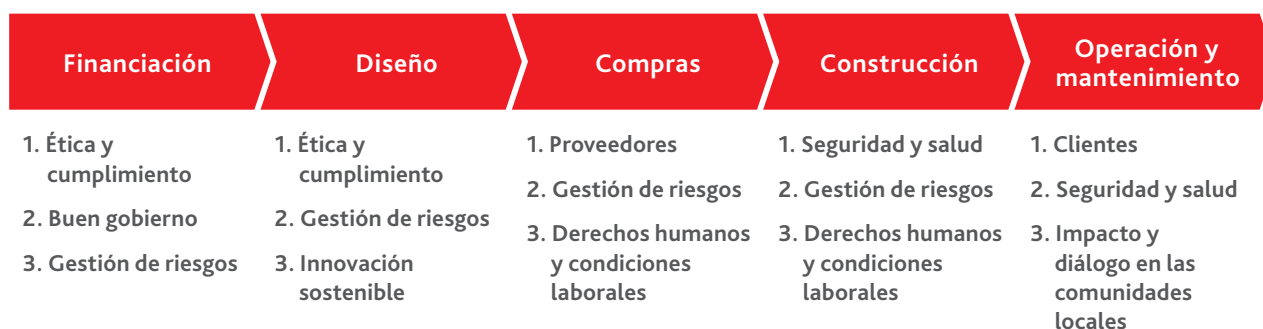 Financiación
Diseño
Compras
Construcción
Operación y
mantenimiento
1. Ética y
cumplimiento
2. Buen gobierno
3. Gestión de riesgos
1. Ética y
cumplimiento
2. Gestión de riesgos
3. Innovación
sostenible
1. Proveedores
2. Gestión de riesgos
3. Derechos humanos
y condiciones
laborales
1. Seguridad y salud
2. Gestión de riesgos
3. Derechos humanos
y condiciones
laborales
1. Clientes
2. Seguridad y salud
3. Impacto y
diálogo en las
comunidades
locales